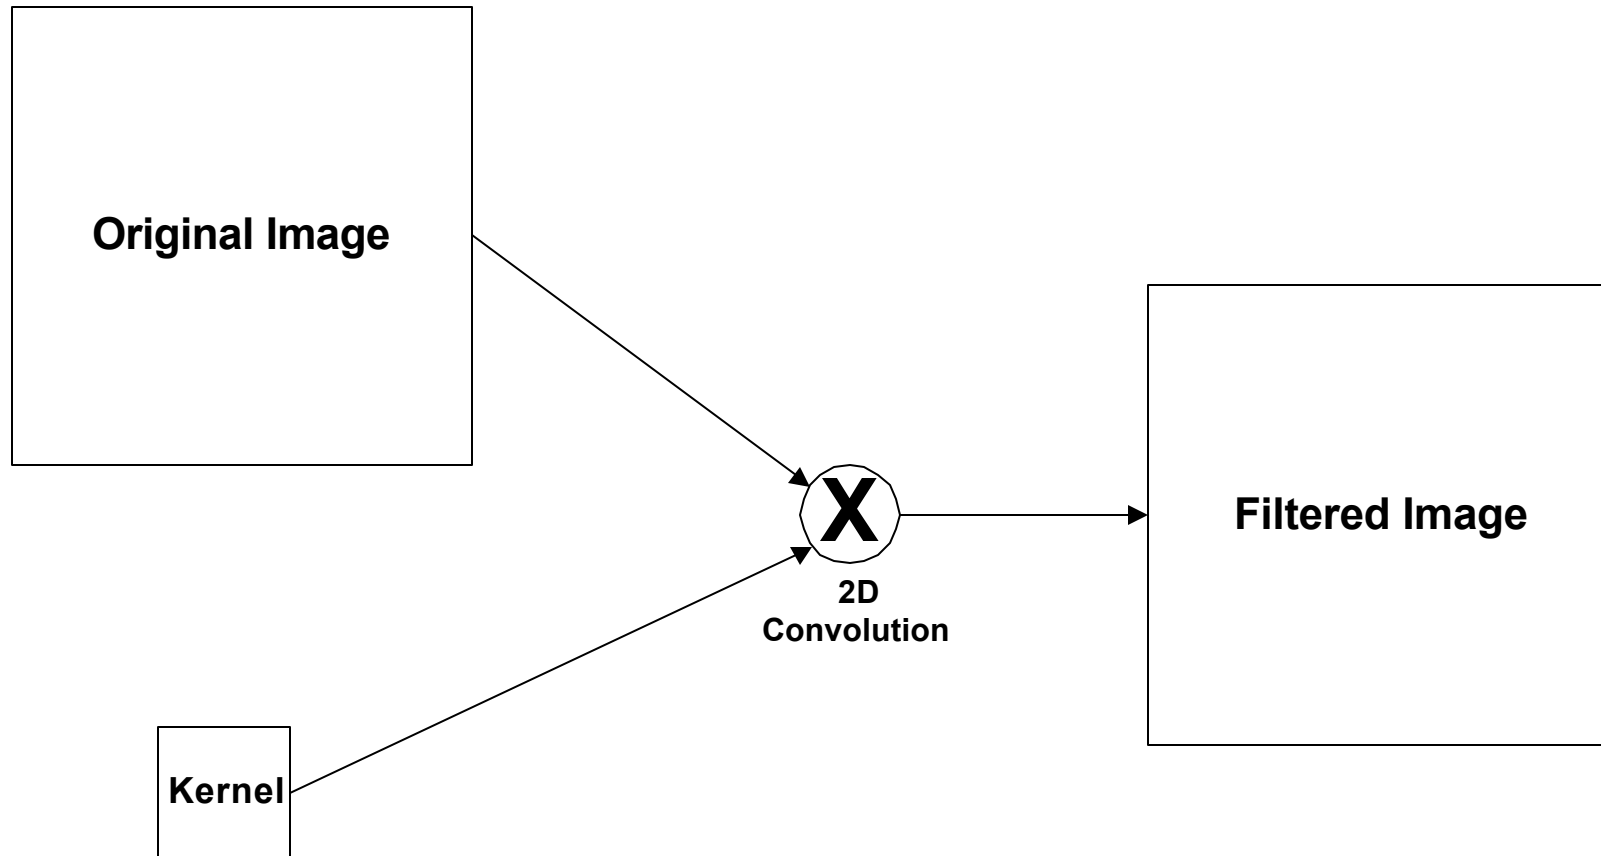 Original Image
X
2D
Convolution
Filtered Image
Kernel